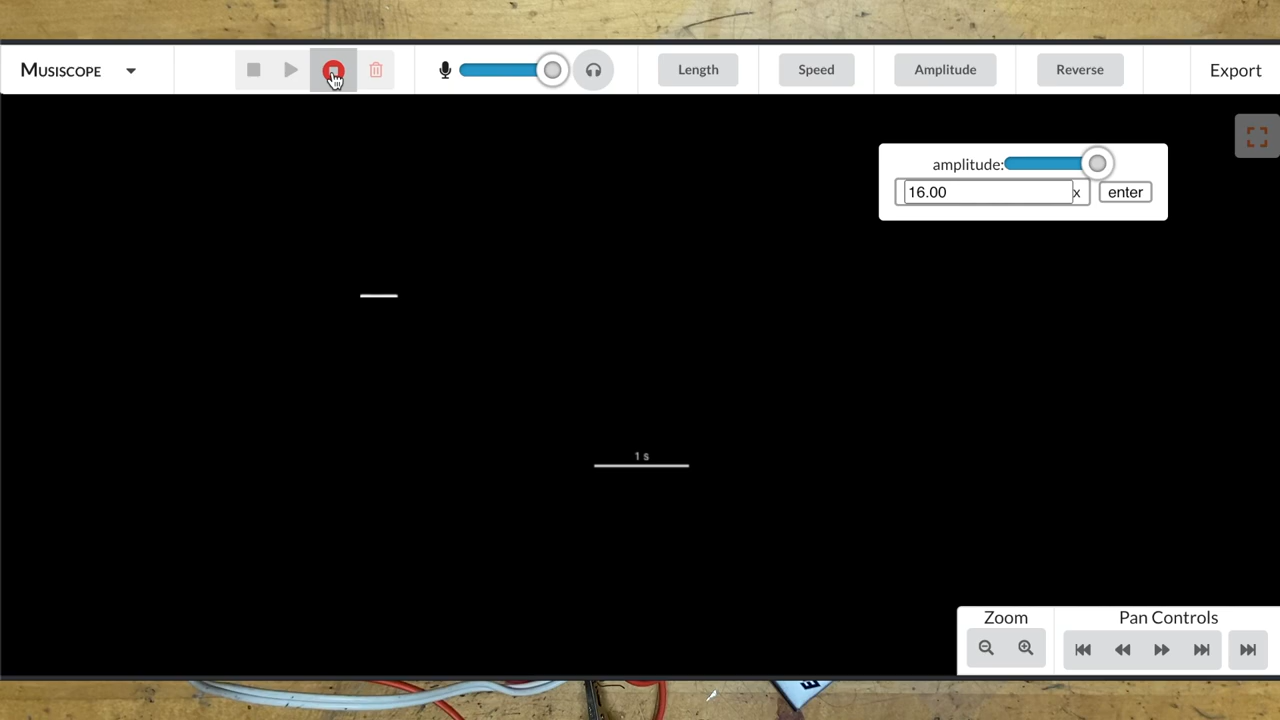 MUSISCOPE
Length
Speed
Amplitude
Reverse
Export
amplitude:
16.00 x enter
1 s
Zoom
Pan Controls